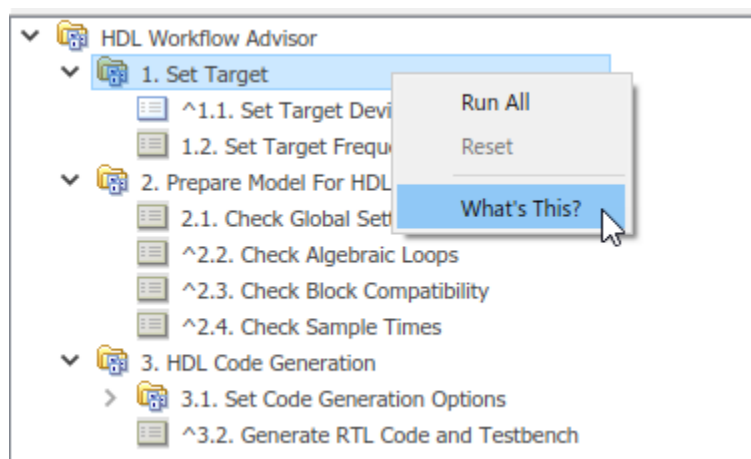 HDL Workflow Advisor
1. Set Target
^1.1. Set Target Devi
1.2. Set Target Frequ
2. Prepare Model For HDL
2.1. Check Global Sett
^2.2. Check Algebraic Loops
^2.3. Check Block Compatibility
^2.4. Check Sample Times
3. HDL Code Generation
3.1. Set Code Generation Options
^3.2. Generate RTL Code and Testbench
Run All
Reset
What's This?